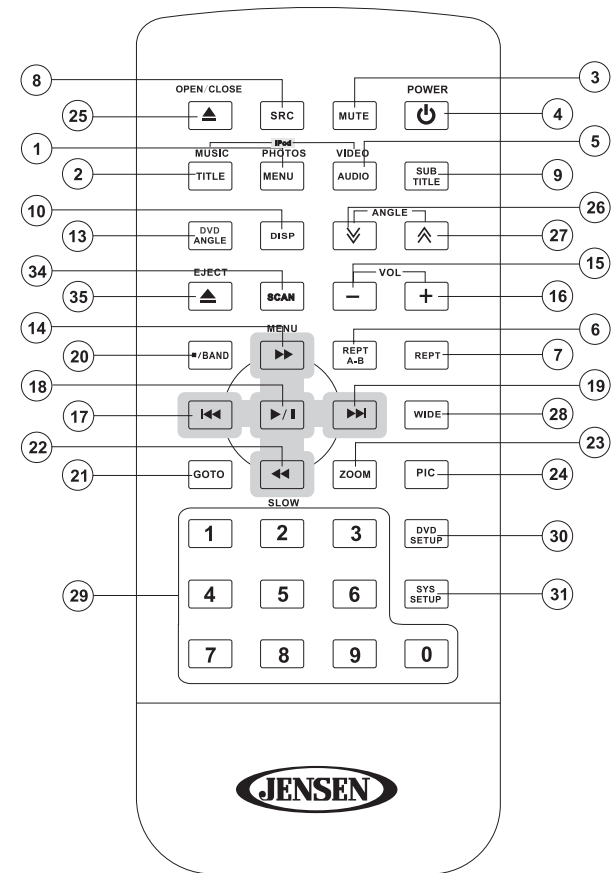 8
3
OPEN/CLOSE
POWER
25
SRC
MUTE
4
1
iPod
5
MUSIC
PHOTOS
VIDEO
2
TITLE
MENU
AUDIO
SUB
TITLE
9
10
26
ANGLE
13
DVD
ANGLE
DISP
27
34
15
EJECT
VOL
35
SCAN
−
+
16
14
6
MENU
20
■/BAND
REPT
A-B
REPT
7
18
19
17
WIDE
28
22
23
21
GOTO
ZOOM
PIC
24
SLOW
1
2
3
DVD
SETUP
30
29
4
5
6
SYS
SETUP
31
7
8
9
0
JENSEN